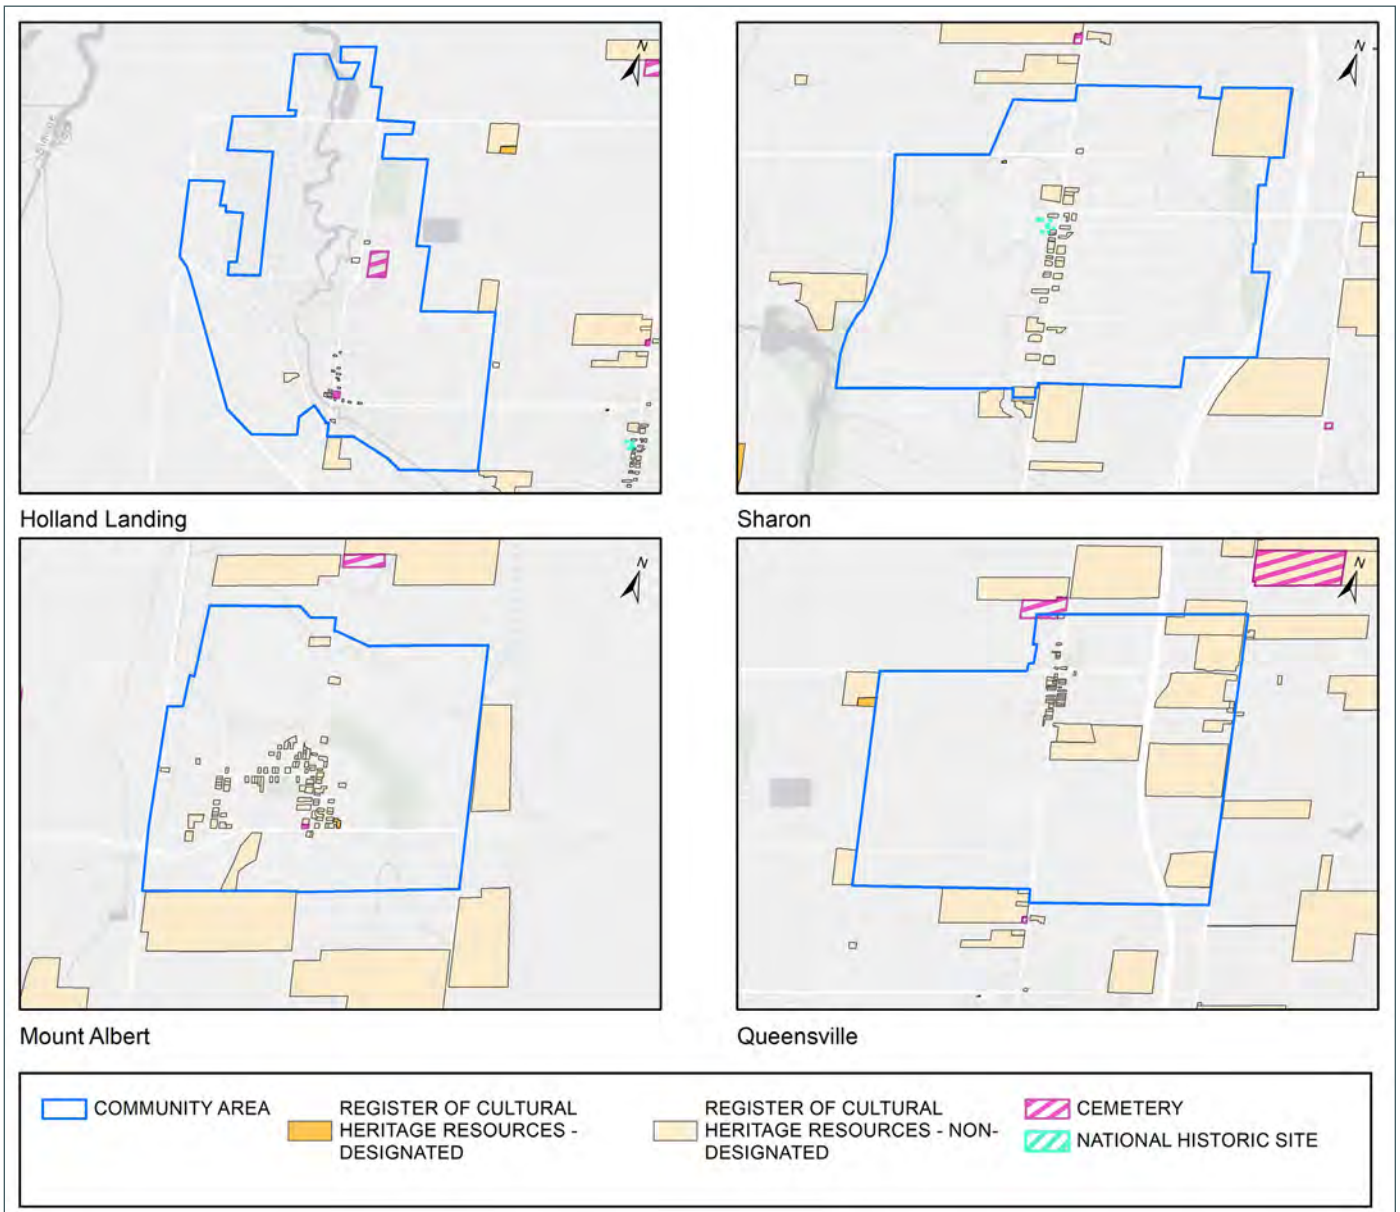 N
N
Holland Landing
Sharon
N
N
Mount Albert
Queensville
COMMUNITY AREA
REGISTER OF CULTURAL
HERITAGE RESOURCES -
DESIGNATED
REGISTER OF CULTURAL
HERITAGE RESOURCES - NON-
DESIGNATED
CEMETERY
NATIONAL HISTORIC SITE